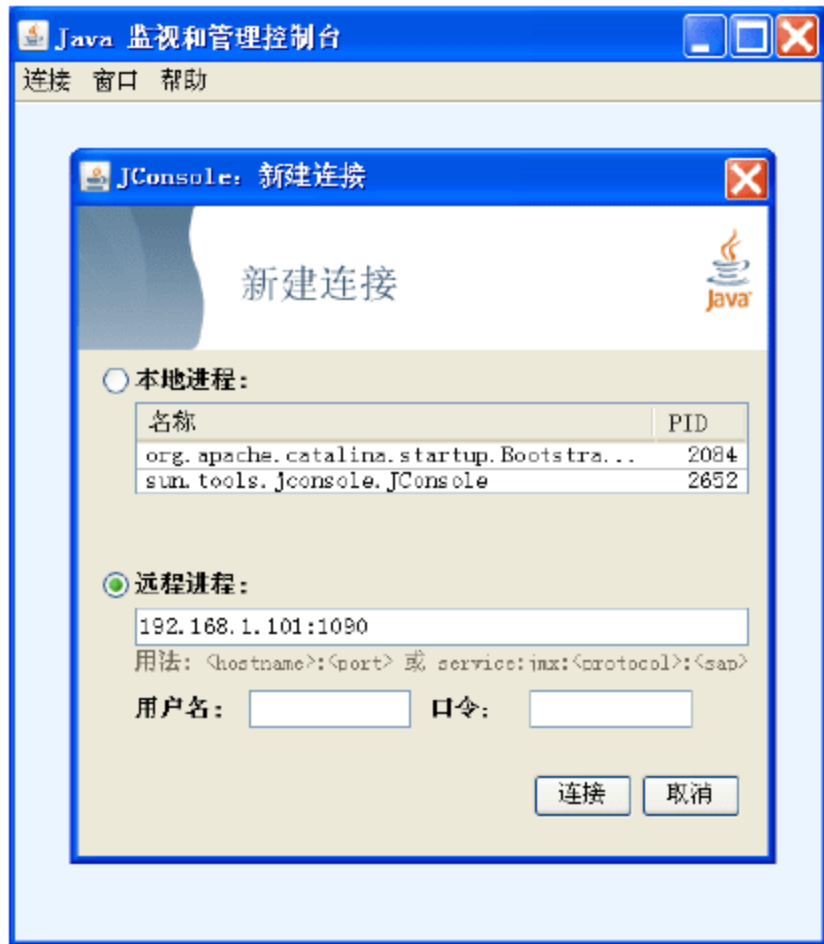 Java 监视和管理控制台
连接 窗口 帮助
JConsole: 新建连接
新建连接
Java
本地进程:
名称 PID
org.apache.catalina.startup.Bootstra... 2084
sun.tools.jconsole.JConsole 2652
远程进程:
192.168.1.101:1090
用法: <hostname>:<port> 或 service:jmx:<protocol>:<sap>
用户名: 口令:
连接 取消